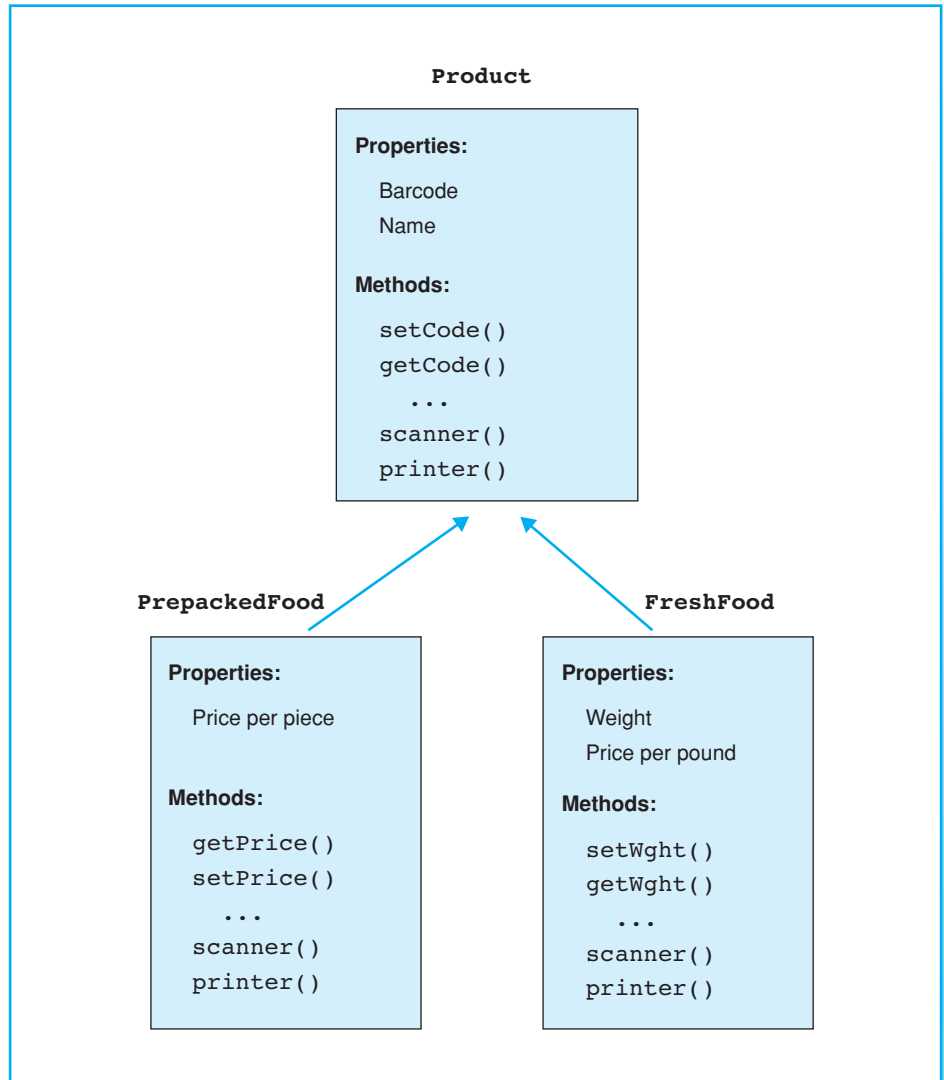 Product
Properties:
Barcode
Name
Methods:
setCode()
getCode()
...
scanner()
printer()
PrepackedFood
Properties:
Price per piece
Methods:
getPrice()
setPrice()
...
scanner()
printer()
FreshFood
Properties:
Weight
Price per pound
Methods:
setWght()
getWght()
...
scanner()
printer()